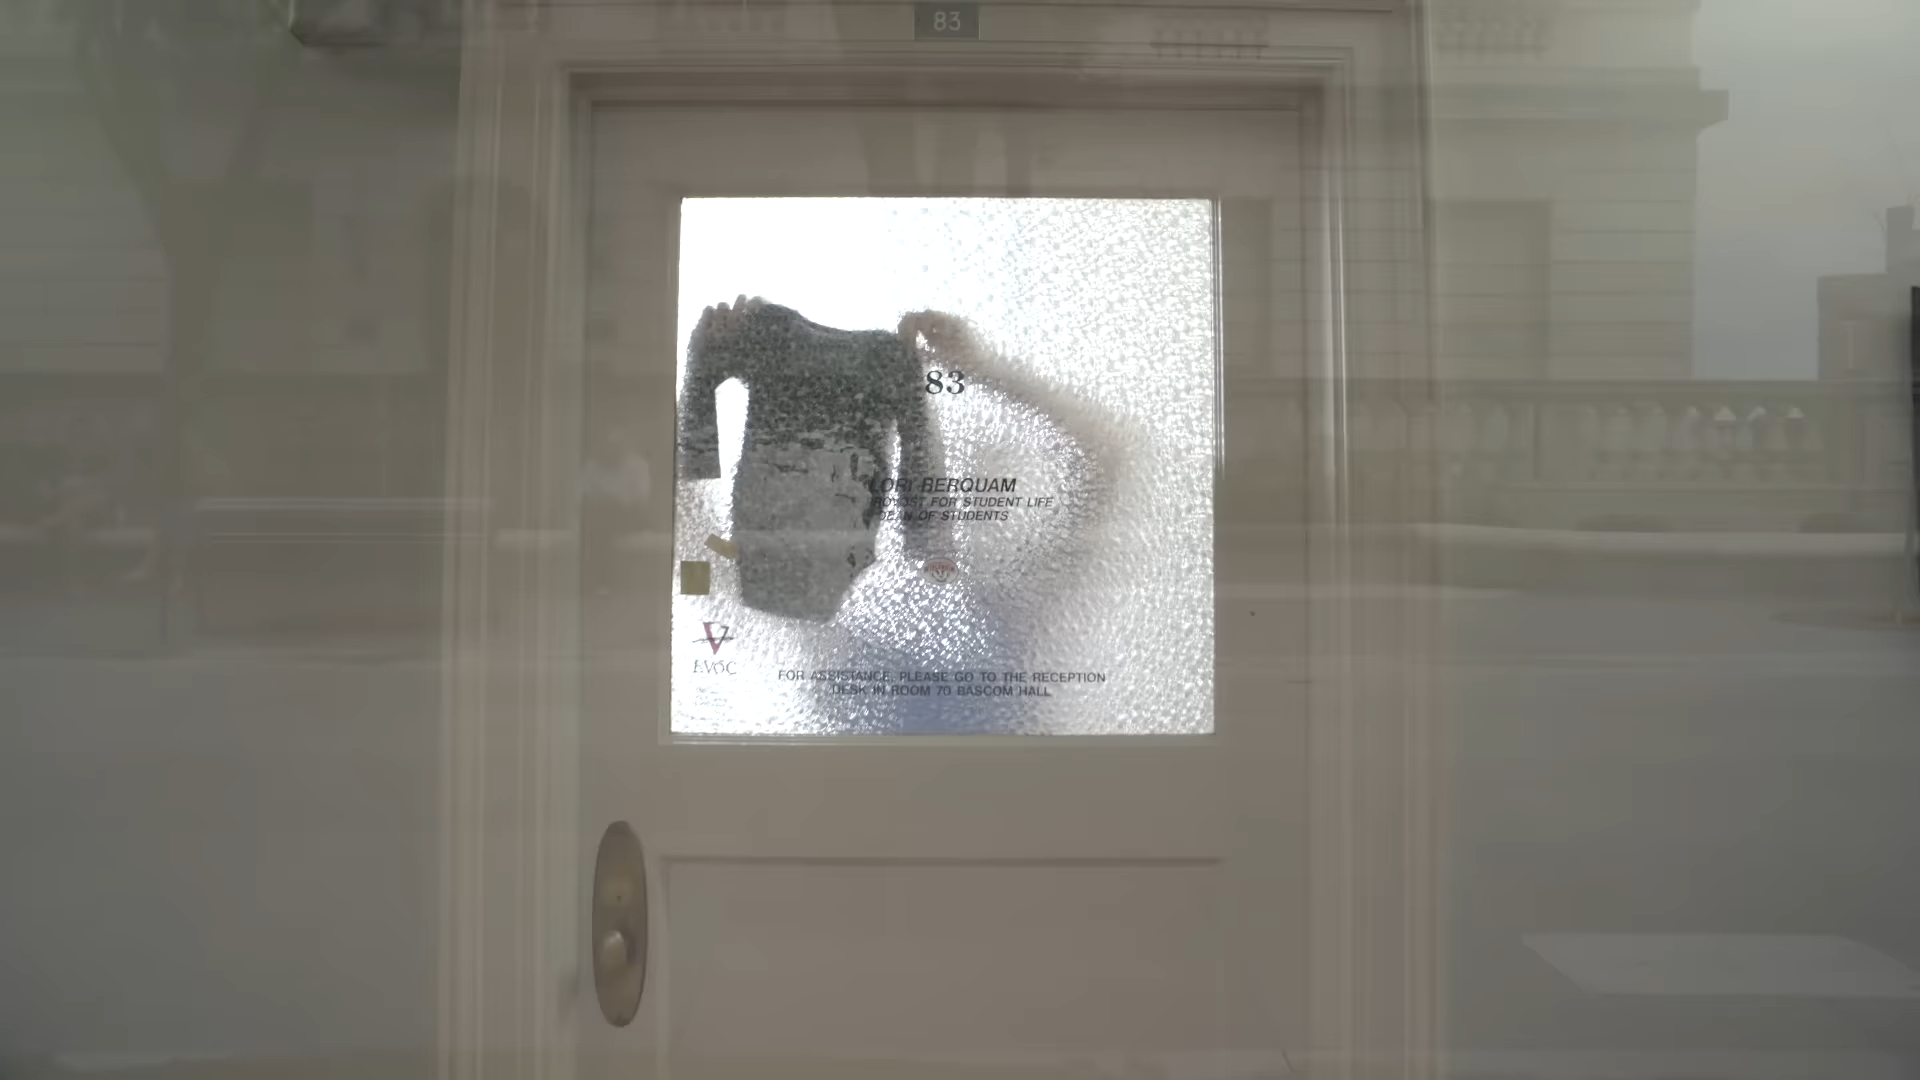 83
83
LORI BERQUAM
PROVOST FOR STUDENT LIFE
DEAN OF STUDENTS
EVOC
FOR ASSISTANCE, PLEASE GO TO THE RECEPTION
DESK IN ROOM 70 BASCOM HALL